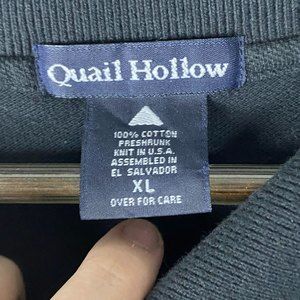 Quail Hollow
100% COTTON
PRESHRUNK
KNIT IN U.S.A.
ASSEMBLED IN
EL SALVADOR
XL
OVER FOR CARE